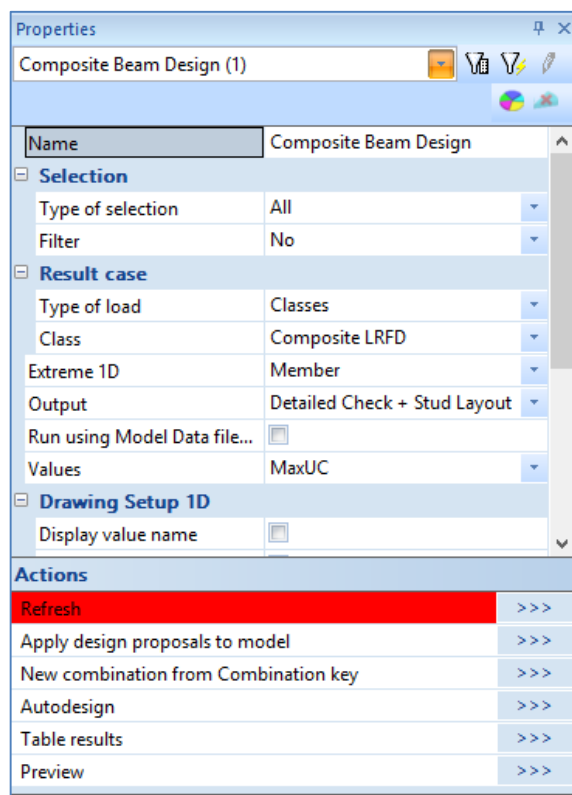 Properties
Composite Beam Design (1)
Name Composite Beam Design
Selection
Type of selection All
Filter No
Result case
Type of load Classes
Class Composite LRFD
Extreme 1D Member
Output Detailed Check + Stud Layout
Run using Model Data file...
Values MaxUC
Drawing Setup 1D
Display value name
Actions
Refresh >>>
Apply design proposals to model >>>
New combination from Combination key >>>
Autodesign >>>
Table results >>>
Preview >>>